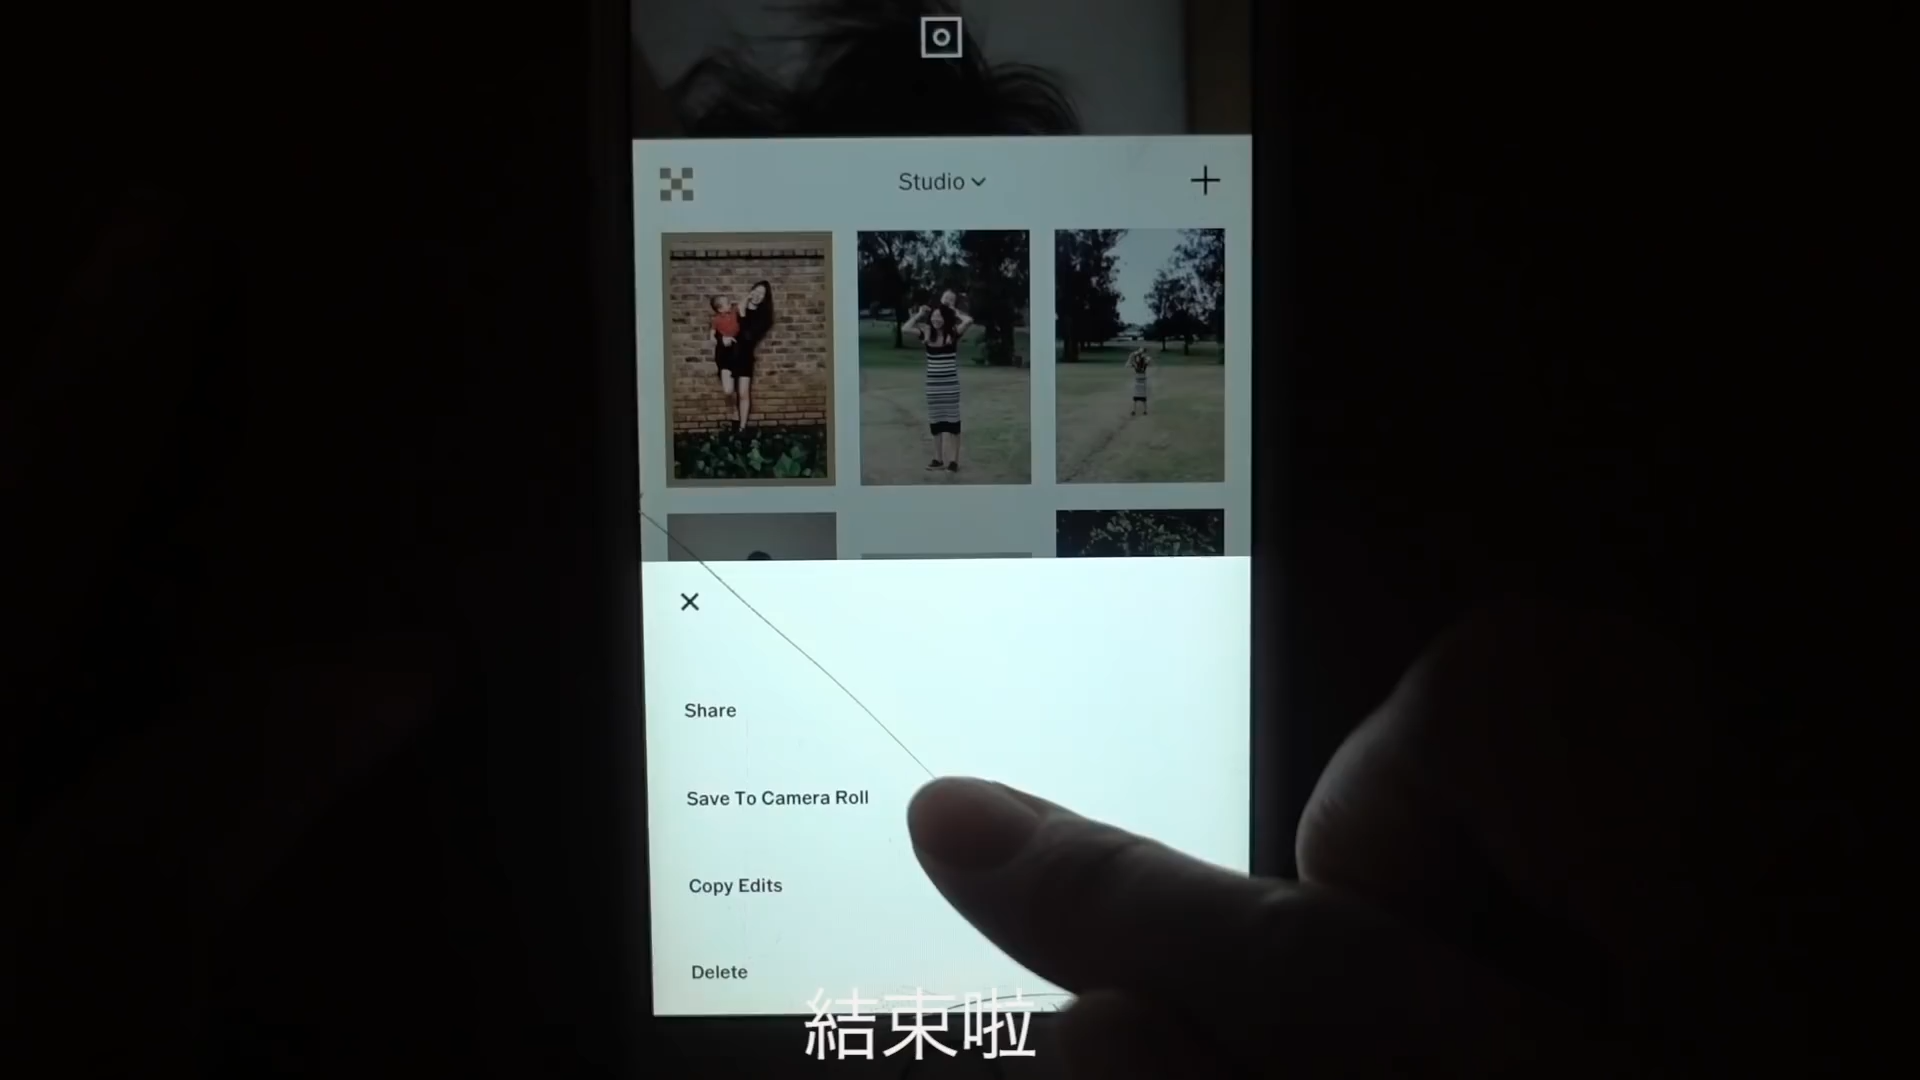 Studio
Share
Save To Camera Roll
Copy Edits
Delete
結束啦